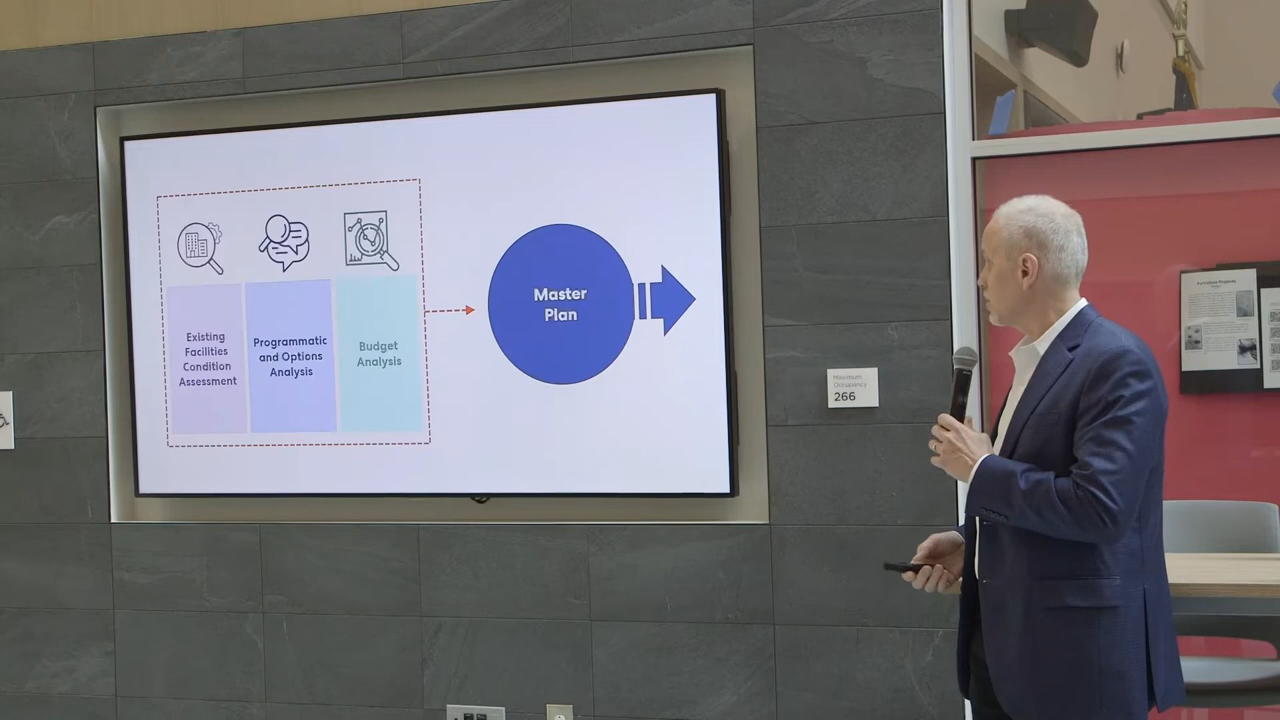 Existing
Facilities
Condition
Assessment
Programmatic
and Options
Analysis
Budget
Analysis
Master
Plan
Maximum
Occupancy
266